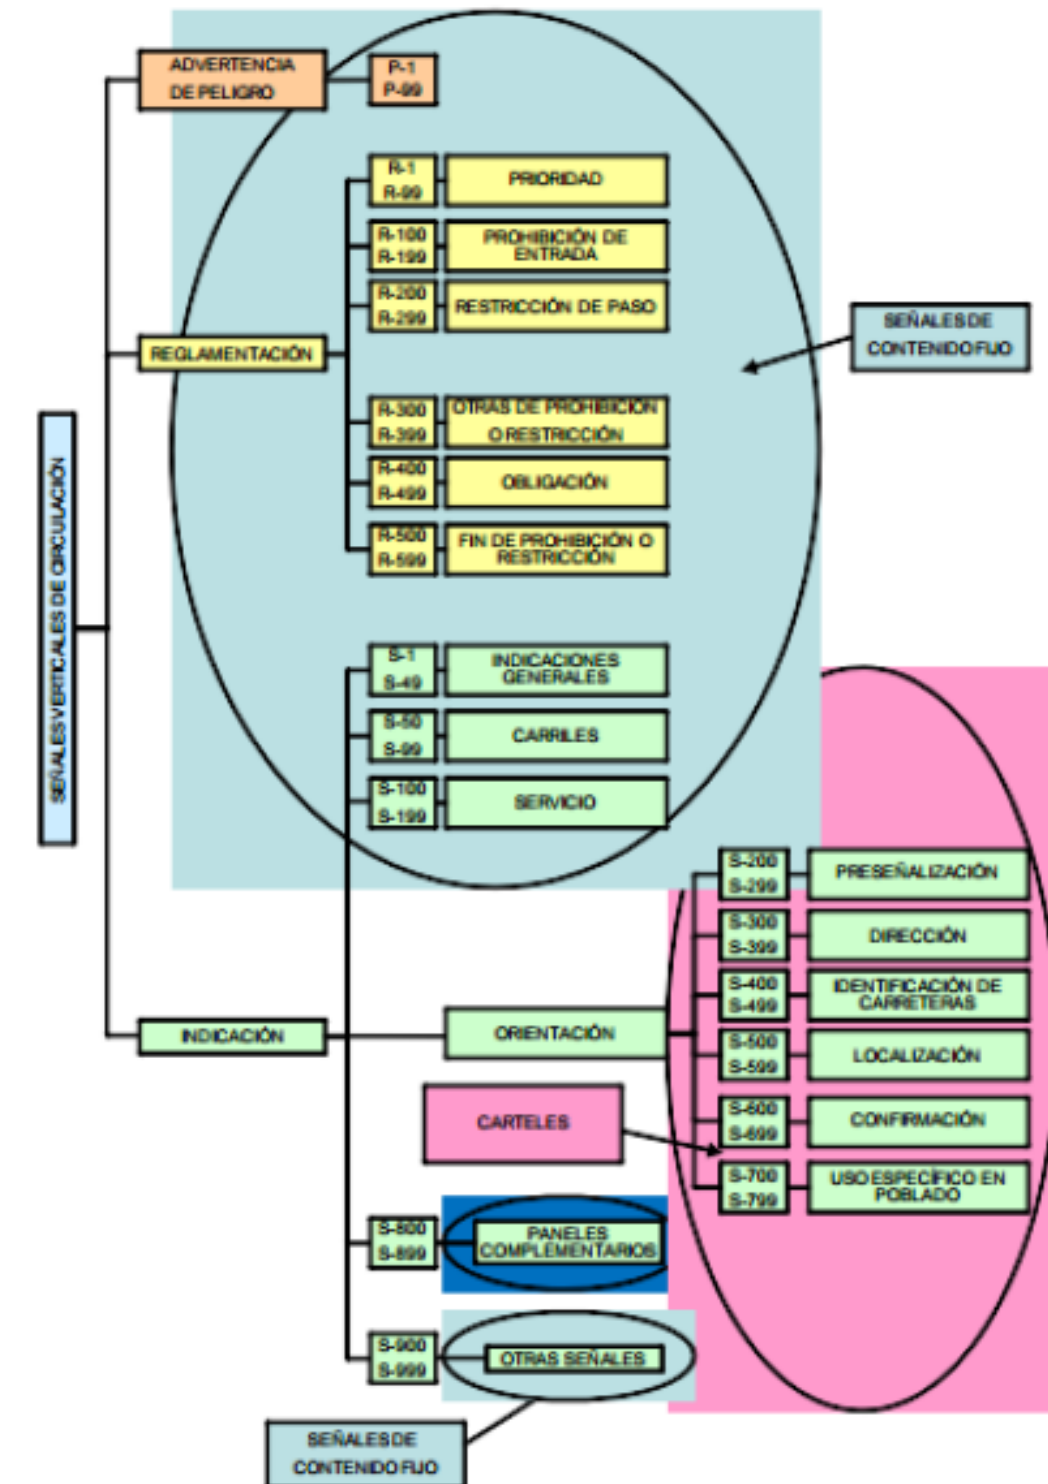 ADVERTENCIA
DE PELIGRO
P-1
P-99
R-1
R-99
PRIORIDAD
R-100
R-199
PROHIBICIÓN DE
ENTRADA
R-200
R-299
RESTRICCIÓN DE PASO
SEÑALES DE
CONTENIDO FIJO
REGLAMENTACIÓN
R-300
R-399
OTRAS DE PROHIBICION
O RESTRICCIÓN
R-400
R-499
OBLIGACIÓN
R-500
R-599
FIN DE PROHIBICIÓN O
RESTRICCIÓN
SEÑALES VERTICALES DE CIRCULACIÓN
S-1
S-49
INDICACIONES
GENERALES
S-50
S-99
CARRILES
S-100
S-199
SERVICIO
S-200
S-299
PRESEÑALIZACIÓN
S-300
S-399
DIRECCIÓN
S-400
S-499
IDENTIFICACIÓN DE
CARRETERAS
INDICACIÓN
ORIENTACIÓN
S-500
S-599
LOCALIZACIÓN
CARTELES
S-600
S-699
CONFIRMACIÓN
S-700
S-799
USO ESPECÍFICO EN
POBLADO
S-800
S-899
PANELES
COMPLEMENTARIOS
S-900
S-999
OTRAS SEÑALES
SEÑALES DE
CONTENIDO FIJO